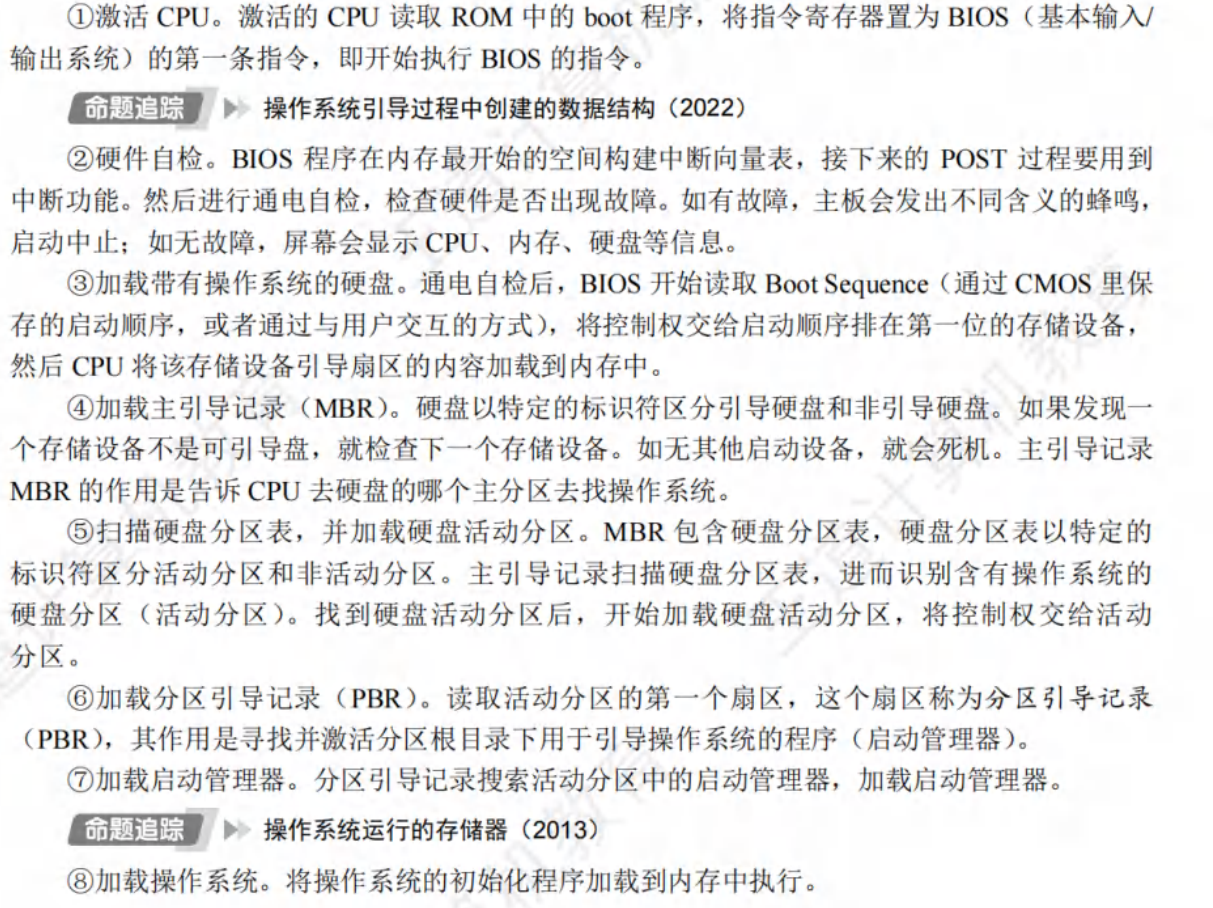 ①激活 CPU。激活的 CPU 读取 ROM 中的 boot 程序，将指令寄存器置为 BIOS（基本输入/
输出系统）的第一条指令，即开始执行 BIOS 的指令。
命题追踪 操作系统引导过程中创建的数据结构（2022）
②硬件自检。BIOS 程序在内存最开始的空间构建中断向量表，接下来的 POST 过程要用到
中断功能。然后进行通电自检，检查硬件是否出现故障。如有故障，主板会发出不同含义的蜂鸣，
启动中止；如无故障，屏幕会显示 CPU、内存、硬盘等信息。
③加载带有操作系统的硬盘。通电自检后，BIOS 开始读取 Boot Sequence（通过 CMOS 里保
存的启动顺序，或者通过与用户交互的方式），将控制权交给启动顺序排在第一位的存储设备，
然后 CPU 将该存储设备引导扇区的内容加载到内存中。
④加载主引导记录（MBR）。硬盘以特定的标识符区分引导硬盘和非引导硬盘。如果发现一
个存储设备不是可引导盘，就检查下一个存储设备。如无其他启动设备，就会死机。主引导记录
MBR 的作用是告诉 CPU 去硬盘的哪个主分区去找操作系统。
⑤扫描硬盘分区表，并加载硬盘活动分区。MBR 包含硬盘分区表，硬盘分区表以特定的
标识符区分活动分区和非活动分区。主引导记录扫描硬盘分区表，进而识别含有操作系统的
硬盘分区（活动分区）。找到硬盘活动分区后，开始加载硬盘活动分区，将控制权交给活动
分区。
⑥加载分区引导记录（PBR）。读取活动分区的第一个扇区，这个扇区称为分区引导记录
（PBR），其作用是寻找并激活分区根目录下用于引导操作系统的程序（启动管理器）。
⑦加载启动管理器。分区引导记录搜索活动分区中的启动管理器，加载启动管理器。
命题追踪 操作系统运行的存储器（2013）
⑧加载操作系统。将操作系统的初始化程序加载到内存中执行。